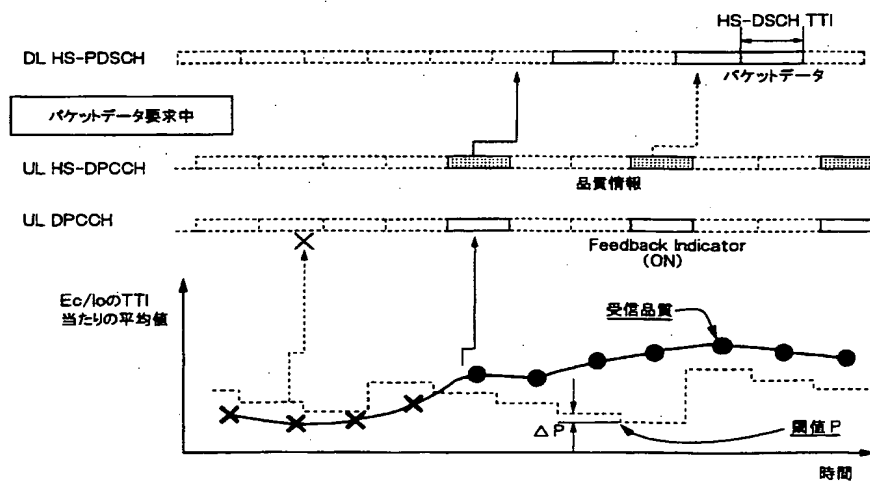 HS-DSCH TTI
DL HS-PDSCH
パケットデータ
パケットデータ要求中
UL HS-DPCCH
品質情報
UL DPCCH
Feedback Indicator
(ON)
Ec/IoのTTI
当たりの平均値
受信品質
△P
閾値 P
時間